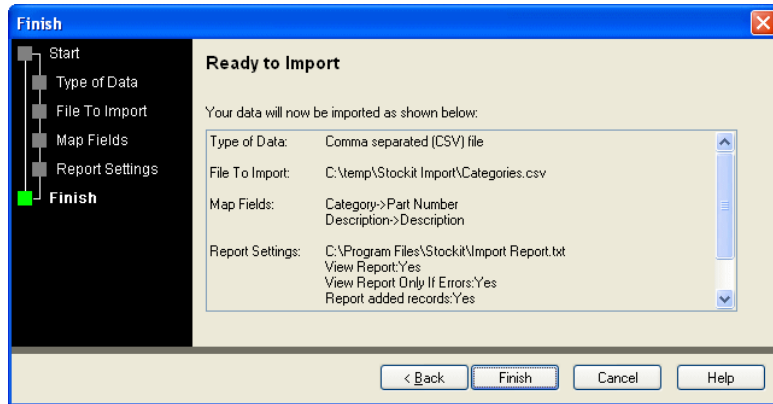 Finish
Start
Type of Data
File To Import
Map Fields
Report Settings
Finish
Ready to Import
Your data will now be imported as shown below:
Type of Data: Comma separated (CSV) file
File To Import: C:\temp\Stockit Import\Categories.csv
Map Fields: Category->Part Number
Description->Description
Report Settings: C:\Program Files\Stockit\Import Report.txt
View Report:Yes
View Report Only If Errors:Yes
Report added records:Yes
< Back Finish Cancel Help